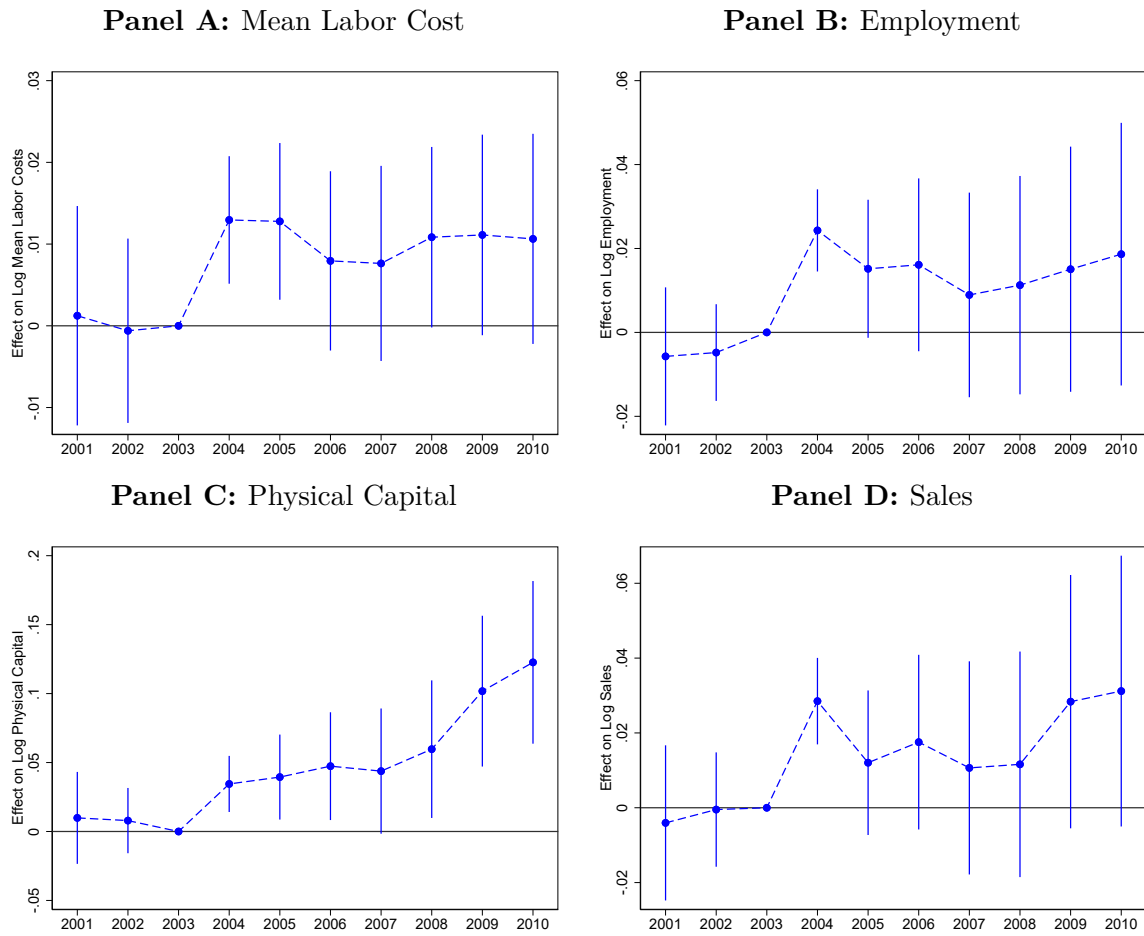 Panel A: Mean Labor Cost
Effect on Log Mean Labor Costs
.03
.02
.01
0
-.01
2001 2002 2003 2004 2005 2006 2007 2008 2009 2010
Panel B: Employment
Effect on Log Employment
.06
.04
.02
0
-.02
2001 2002 2003 2004 2005 2006 2007 2008 2009 2010
Panel C: Physical Capital
Effect on Log Physical Capital
.2
.15
.1
.05
0
-.05
2001 2002 2003 2004 2005 2006 2007 2008 2009 2010
Panel D: Sales
Effect on Log Sales
.06
.04
.02
0
-.02
2001 2002 2003 2004 2005 2006 2007 2008 2009 2010